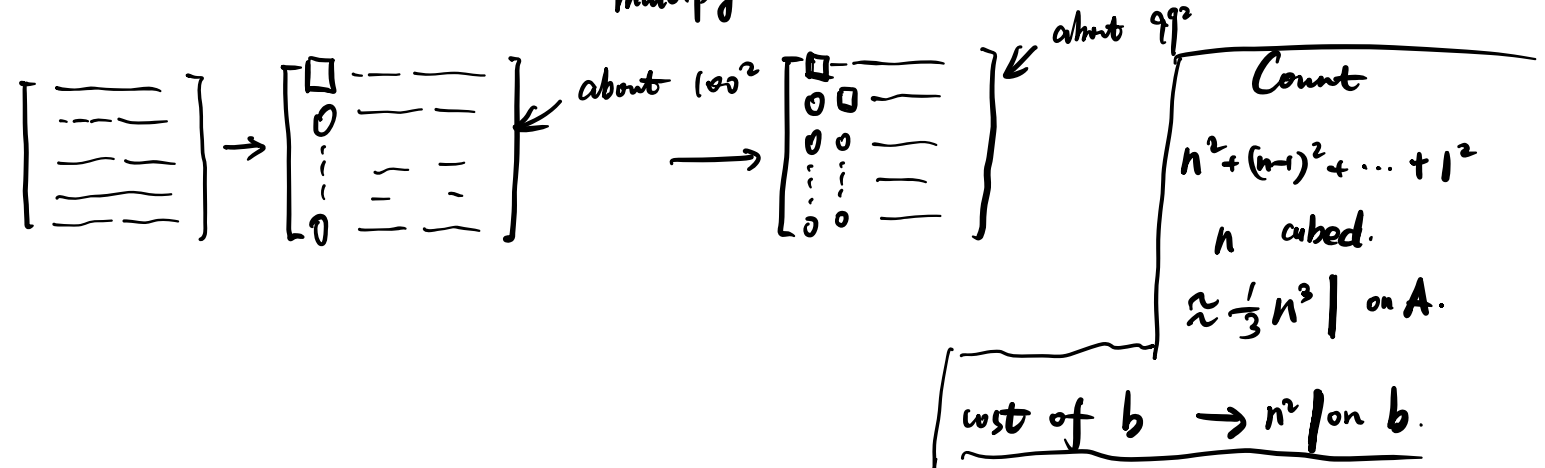 about 99²
about 100²
Count
n² + (n-1)² + ... + 1²
n cubed.
≈ 1/3 n³ | on A.
cost of b → n² | on b.